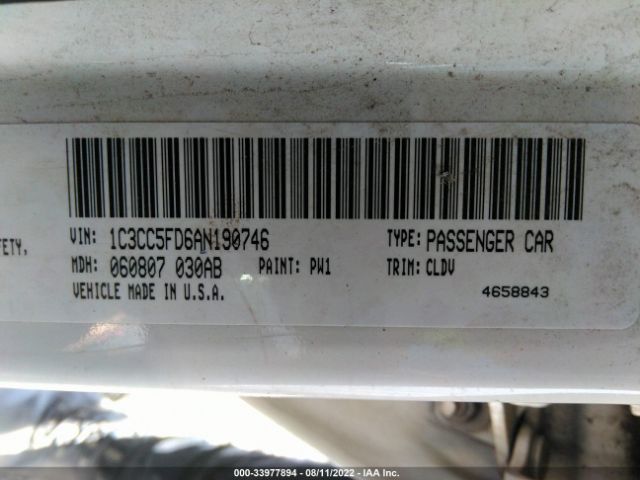 FETY,
VIN: 1C3CC5FD6AN190746 TYPE: PASSENGER CAR
MDH: 060807 030AB PAINT: PW1 TRIM: CLDV
VEHICLE MADE IN U.S.A.
4658843
000-33977894 - 08/11/2022 - IAA Inc.